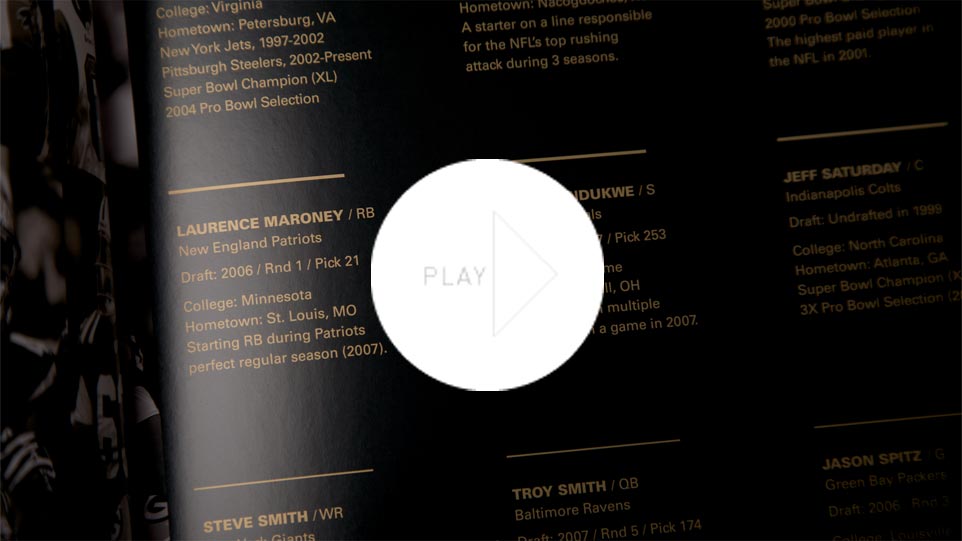 College: Virginia
Hometown: Petersburg, VA
New York Jets, 1997-2002
Pittsburgh Steelers, 2002-Present
Super Bowl Champion (XL)
2004 Pro Bowl Selection
LAURENCE MARONEY / RB
New England Patriots
Draft: 2006 / Rnd 1 / Pick 21
College: Minnesota
Hometown: St. Louis, MO
Starting RB during Patriots
perfect regular season (2007).
STEVE SMITH / WR
Giants
Hometown:
A starter on a line responsible
for the NFL's top rushing
attack during 3 seasons.
NDUKWE / S
/ Pick 253
OH
multiple
a game in 2007.
TROY SMITH / QB
Baltimore Ravens
Draft: 2007 / Rnd 5 / Pick 174
Super Bowl
2000 Pro Bowl Selection
The highest paid player in
the NFL in 2001.
JEFF SATURDAY / C
Indianapolis Colts
Draft: Undrafted in 1999
College: North Carolina
Hometown: Atlanta, GA
Super Bowl Champion
3X Pro Bowl Selection
JASON SPITZ / G
Green Bay Packers
Draft: 2006 Rnd 3
College: Louisville
PLAY